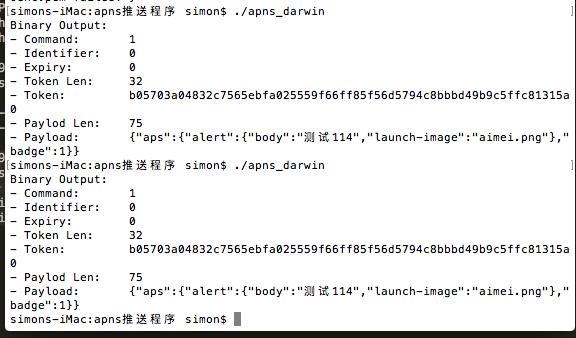 simons-iMac:apns推送程序 simon$ ./apns_darwin
Binary Output:
- Command: 1
- Identifier: 0
- Expiry: 0
- Token Len: 32
- Token: b05703a04832c7565ebfa025559f66ff85f56d5794c8bbbd49b9c5ffc81315a
0
- Paylod Len: 75
- Payload: {"aps":{"alert":{"body":"测试114","launch-image":"aimei.png"},"
badge":1}}
[simons-iMac:apns推送程序 simon$ ./apns_darwin ]
Binary Output:
- Command: 1
- Identifier: 0
- Expiry: 0
- Token Len: 32
- Token: b05703a04832c7565ebfa025559f66ff85f56d5794c8bbbd49b9c5ffc81315a
0
- Paylod Len: 75
- Payload: {"aps":{"alert":{"body":"测试114","launch-image":"aimei.png"},"
badge":1}}
simons-iMac:apns推送程序 simon$